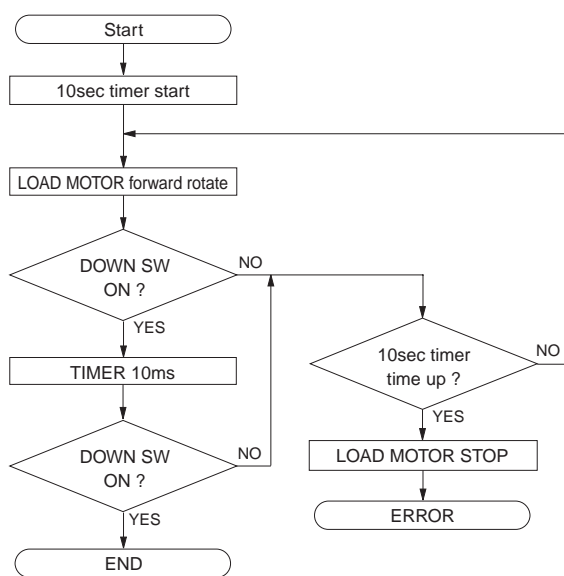 Start
10sec timer start
LOAD MOTOR forward rotate
DOWN SW
ON ?
NO
YES
TIMER 10ms
DOWN SW
ON ?
NO
YES
END
10sec timer
time up ?
NO
YES
LOAD MOTOR STOP
ERROR